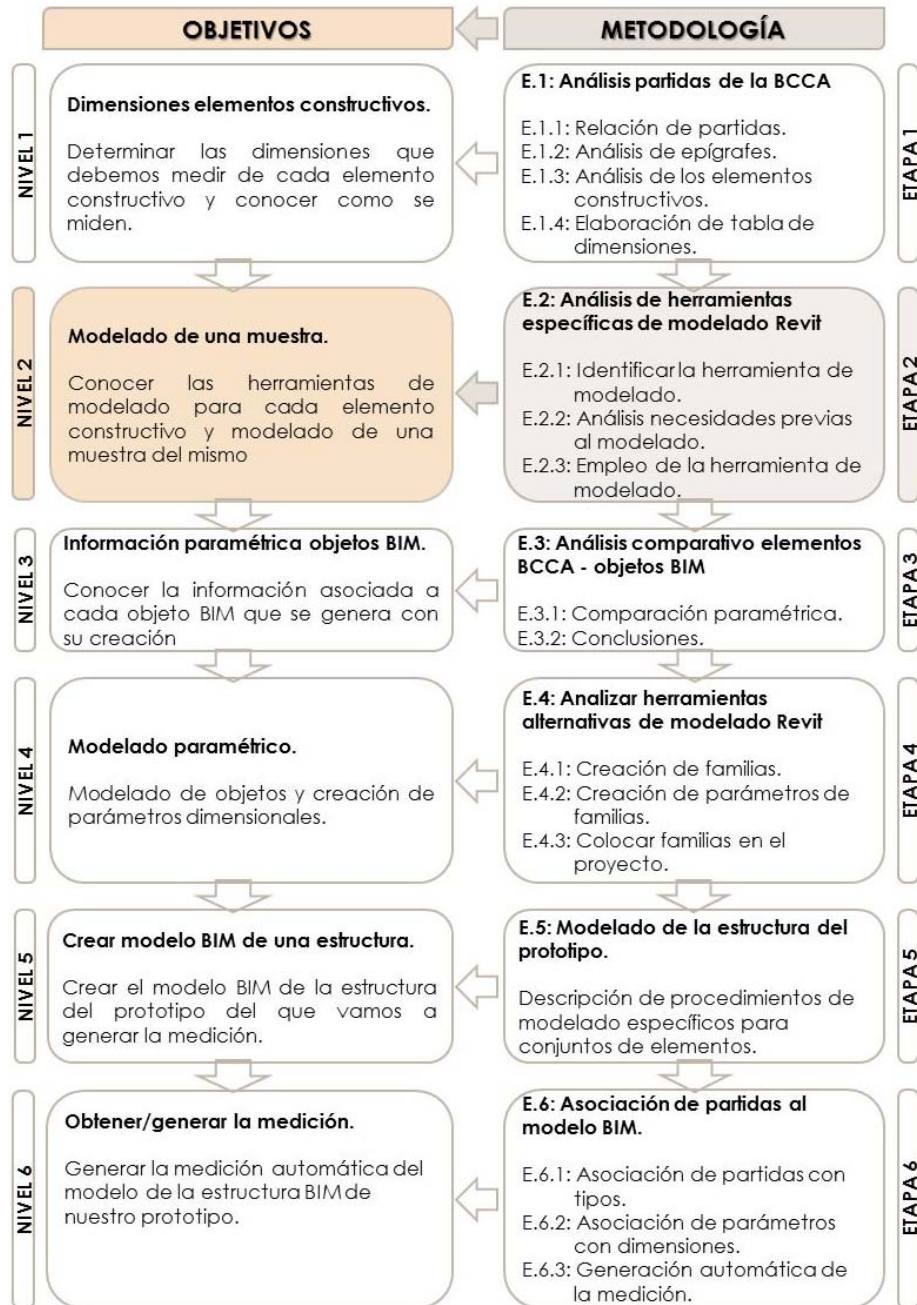 OBJETIVOS
METODOLOGÍA
NIVEL 1
Dimensiones elementos constructivos.
Determinar las dimensiones que
debemos medir de cada elemento
constructivo y conocer como se
miden.
E.1: Análisis partidas de la BCCA
E.1.1: Relación de partidas.
E.1.2: Análisis de epígrafes.
E.1.3: Análisis de los elementos
constructivos.
E.1.4: Elaboración de tabla de
dimensiones.
ETAPA 1
NIVEL 2
Modelado de una muestra.
Conocer las herramientas de
modelado para cada elemento
constructivo y modelado de una
muestra del mismo
E.2: Análisis de herramientas
específicas de modelado Revit
E.2.1: Identificar la herramienta de
modelado.
E.2.2: Análisis necesidades previas
al modelado.
E.2.3: Empleo de la herramienta de
modelado.
ETAPA 2
NIVEL 3
Información paramétrica objetos BIM.
Conocer la información asociada a
cada objeto BIM que se genera con
su creación
E.3: Análisis comparativo elementos
BCCA - objetos BIM
E.3.1: Comparación paramétrica.
E.3.2: Conclusiones.
ETAPA 3
NIVEL 4
Modelado paramétrico.
Modelado de objetos y creación de
parámetros dimensionales.
E.4: Analizar herramientas
alternativas de modelado Revit
E.4.1: Creación de familias.
E.4.2: Creación de parámetros de
familias.
E.4.3: Colocar familias en el
proyecto.
ETAPA 4
NIVEL 5
Crear modelo BIM de una estructura.
Crear el modelo BIM de la estructura
del prototipo del que vamos a
generar la medición.
E.5: Modelado de la estructura del
prototipo.
Descripción de procedimientos de
modelado específicos para
conjuntos de elementos.
ETAPA 5
NIVEL 6
Obtener/generar la medición.
Generar la medición automática del
modelo de la estructura BIM de
nuestro prototipo.
E.6: Asociación de partidas al
modelo BIM.
E.6.1: Asociación de partidas con
tipos.
E.6.2: Asociación de parámetros
con dimensiones.
E.6.3: Generación automática de
la medición.
ETAPA 6